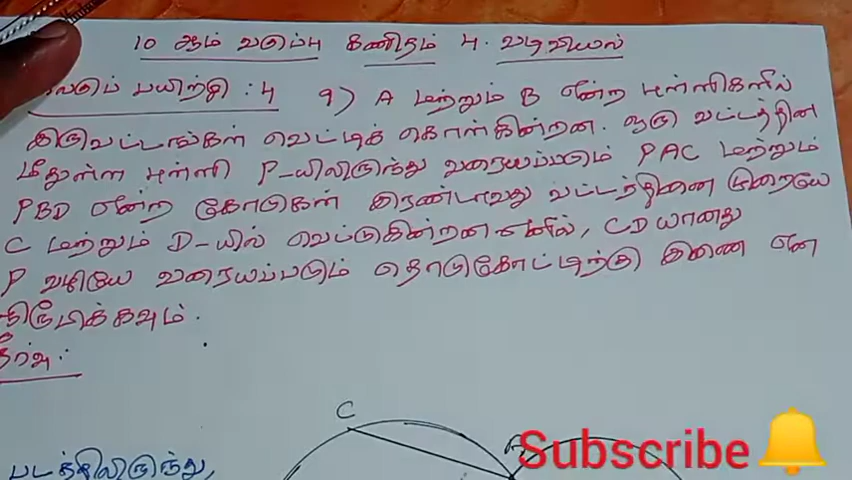 10 ஆம் வகுப்பு கணிதம் 4. வடிவியல்
பயிற்சி : 4 9) A மற்றும் B என்ற புள்ளிகளில்
இருவட்டங்கள் வெட்டிக் கொள்கின்றன. ஒரு வட்டத்தின்
மீதுள்ள புள்ளி P-யிலிருந்து வரையப்படும் PAC மற்றும்
PBD என்ற கோடுகள் இரண்டாவது வட்டத்தினை முறையே
C மற்றும் D-யில் வெட்டுகின்றன எனில், CD யானது
P வழியே வரையப்படும் தொடுகோட்டிற்கு இணை என
நிரூபிக்கவும்.
தீர்வு:
C
படத்திலிருந்து,
Subscribe